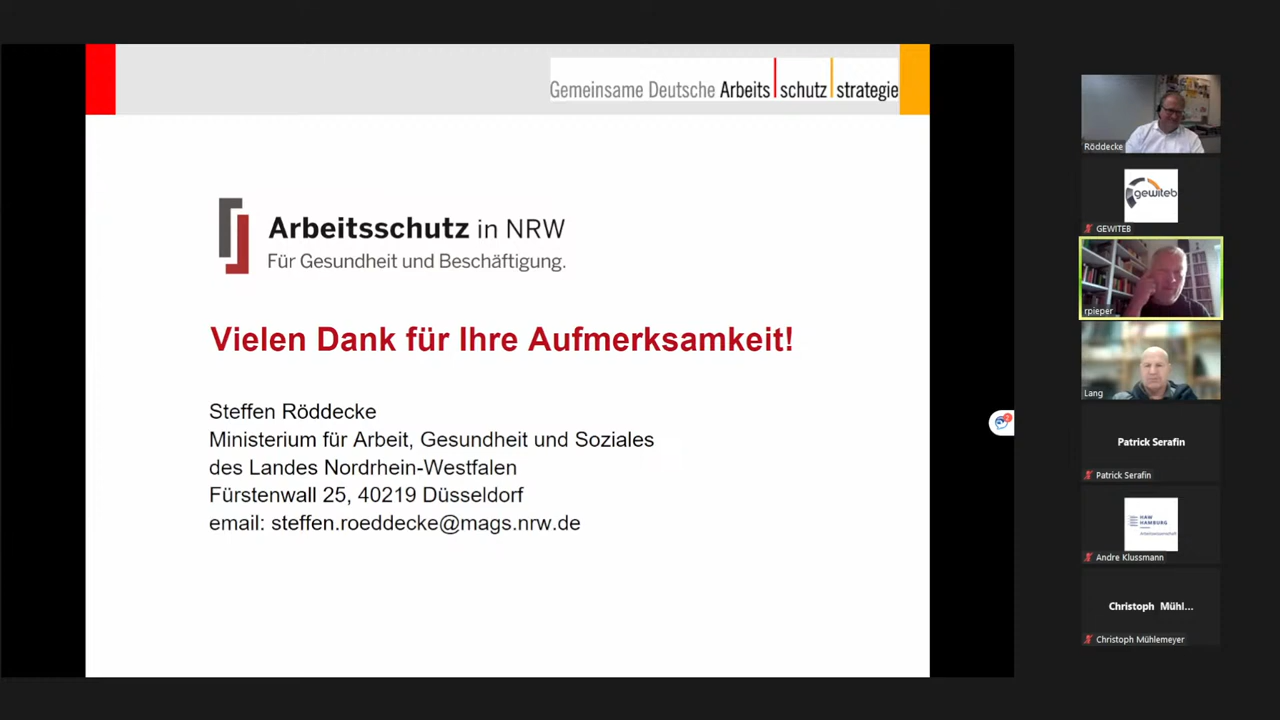 Gemeinsame Deutsche Arbeits schutz strategie
Arbeitsschutz in NRW
Für Gesundheit und Beschäftigung.
Vielen Dank für Ihre Aufmerksamkeit!
Steffen Röddecke
Ministerium für Arbeit, Gesundheit und Soziales
des Landes Nordrhein-Westfalen
Fürstenwall 25, 40219 Düsseldorf
email: steffen.roeddecke@mags.nrw.de
Röddecke
gewiteb
GEWITEB
rpieper
Lang
Patrick Serafin
Patrick Serafin
HAW
HAMBURG
Arbeitswissenschaft
Andre Klussmann
Christoph Mühl...
Christoph Mühlemeyer